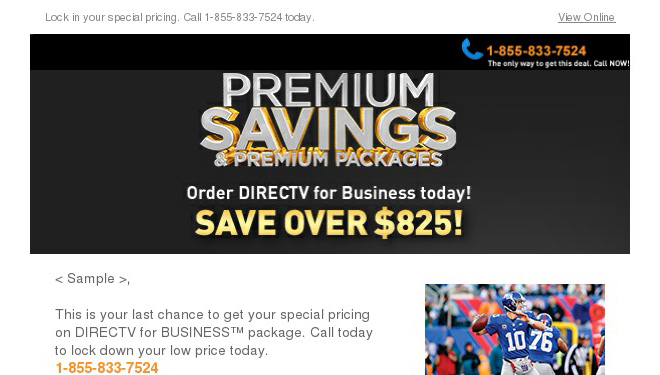 Lock in your special pricing. Call 1-855-833-7524 today.
View Online
1-855-833-7524
The only way to get this deal. Call NOW!
PREMIUM
SAVINGS
& PREMIUM PACKAGES
Order DIRECTV for Business today!
SAVE OVER $825!
< Sample >,
This is your last chance to get your special pricing
on DIRECTV for BUSINESS™ package. Call today
to lock down your low price today.
1-855-833-7524
10
76